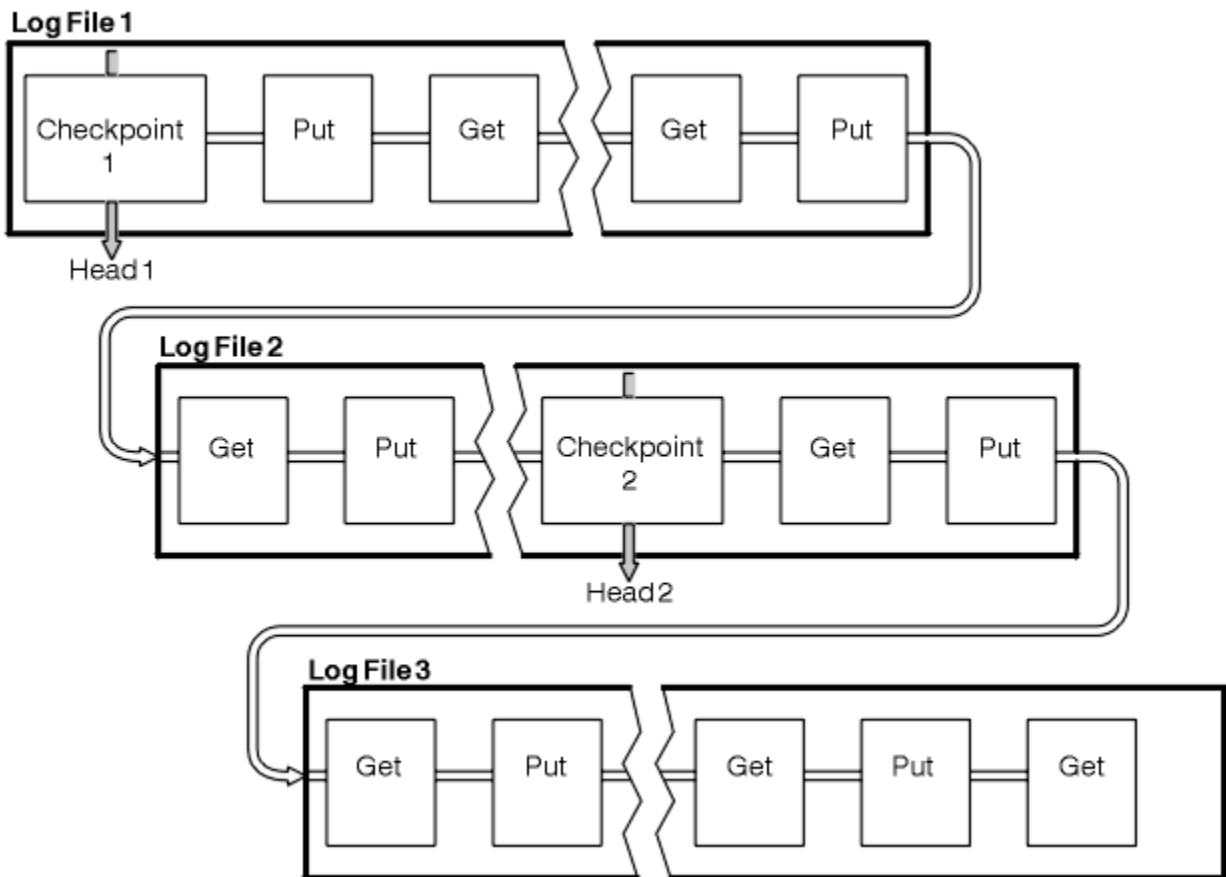 Log File 1
Checkpoint
1
Put
Get
Get
Put
Head 1
Log File 2
Get
Put
Checkpoint
2
Get
Put
Head 2
Log File 3
Get
Put
Get
Put
Get